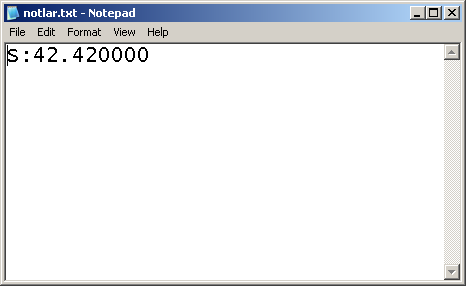 notlar.txt - Notepad
File Edit Format View Help
S:42.420000